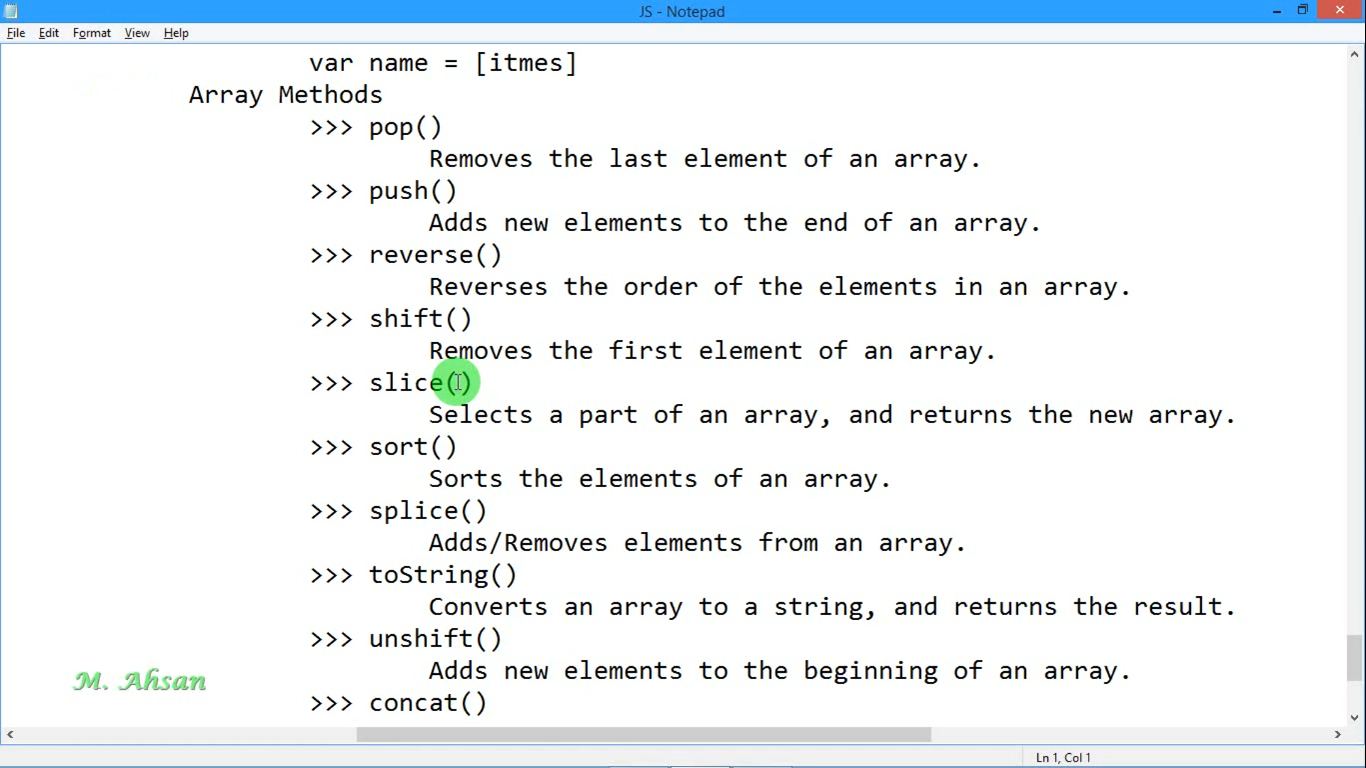 JS - Notepad
File Edit Format View Help
var name = [itmes]
Array Methods
>>> pop()
Removes the last element of an array.
>>> push()
Adds new elements to the end of an array.
>>> reverse()
Reverses the order of the elements in an array.
>>> shift()
Removes the first element of an array.
>>> slice()
Selects a part of an array, and returns the new array.
>>> sort()
Sorts the elements of an array.
>>> splice()
Adds/Removes elements from an array.
>>> toString()
Converts an array to a string, and returns the result.
>>> unshift()
Adds new elements to the beginning of an array.
M. Ahsan
>>> concat()
Ln 1, Col 1